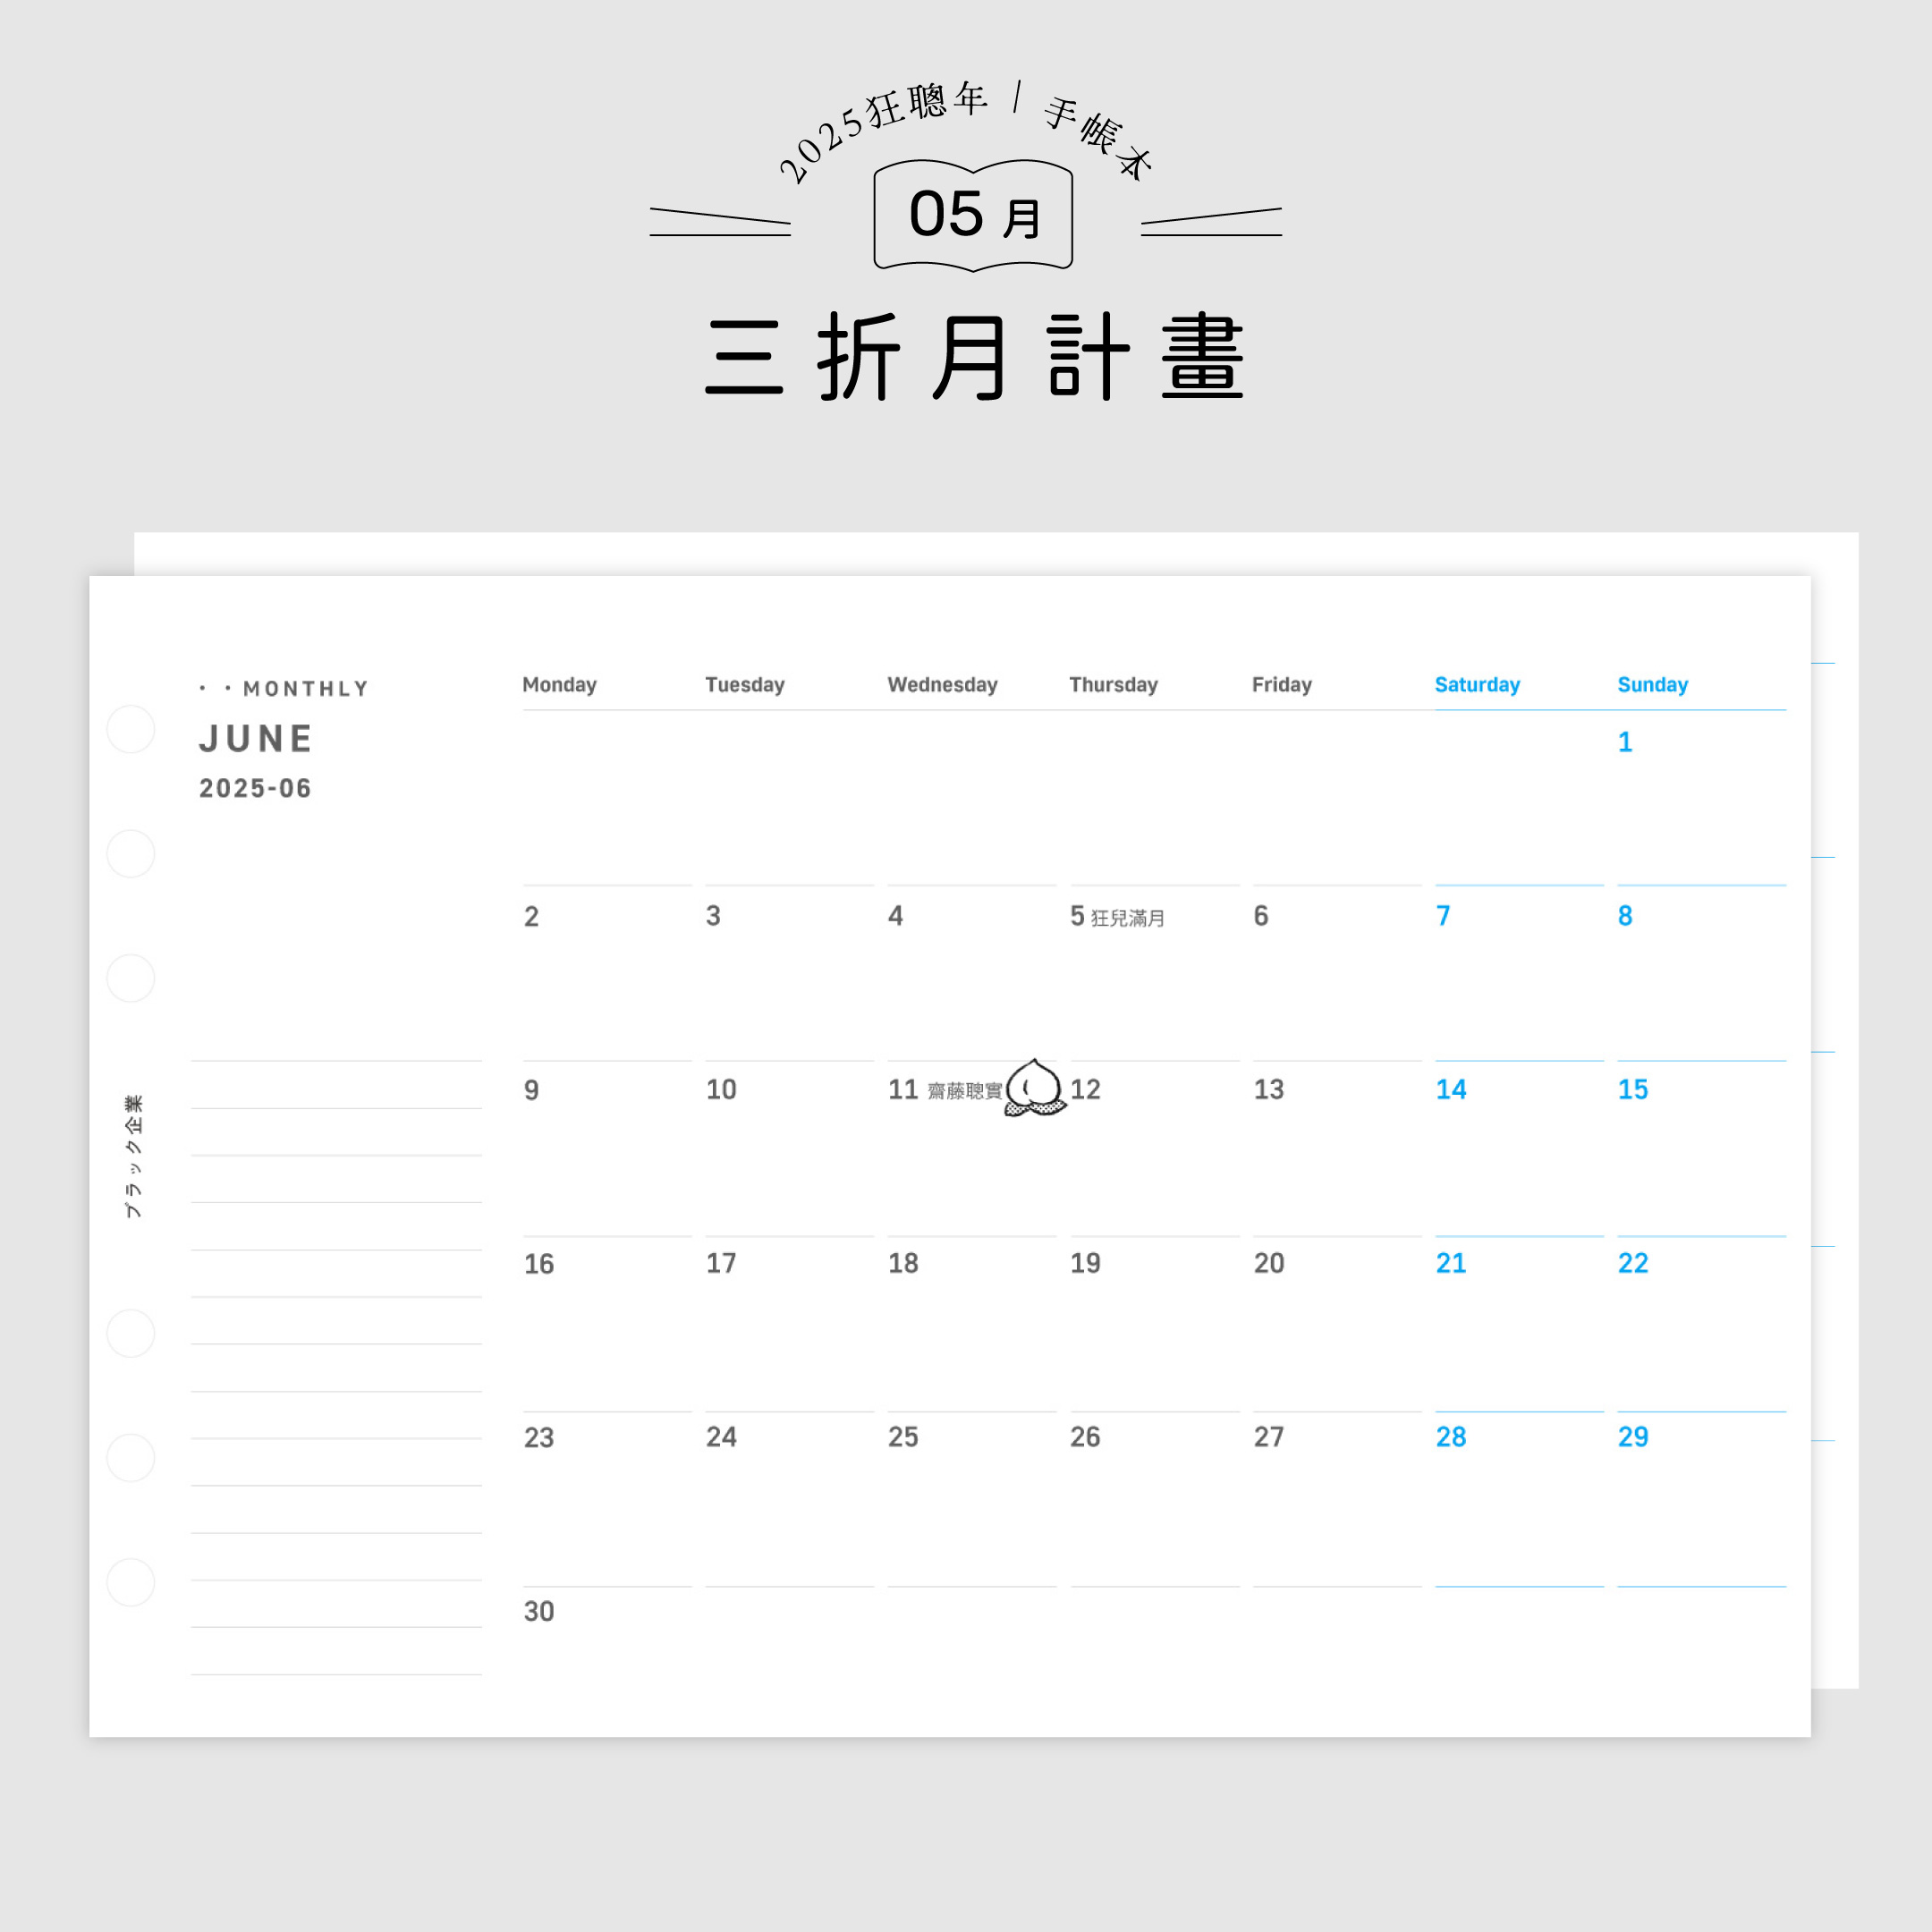 2025狂聰年 / 手帳本
05 月
三折月計畫
· · MONTHLY
JUNE
2025-06
ブラック企業
Monday Tuesday Wednesday Thursday Friday Saturday Sunday
1
2 3 4 5 狂兒滿月 6 7 8
9 10 11 齋藤聰實 12 13 14 15
16 17 18 19 20 21 22
23 24 25 26 27 28 29
30